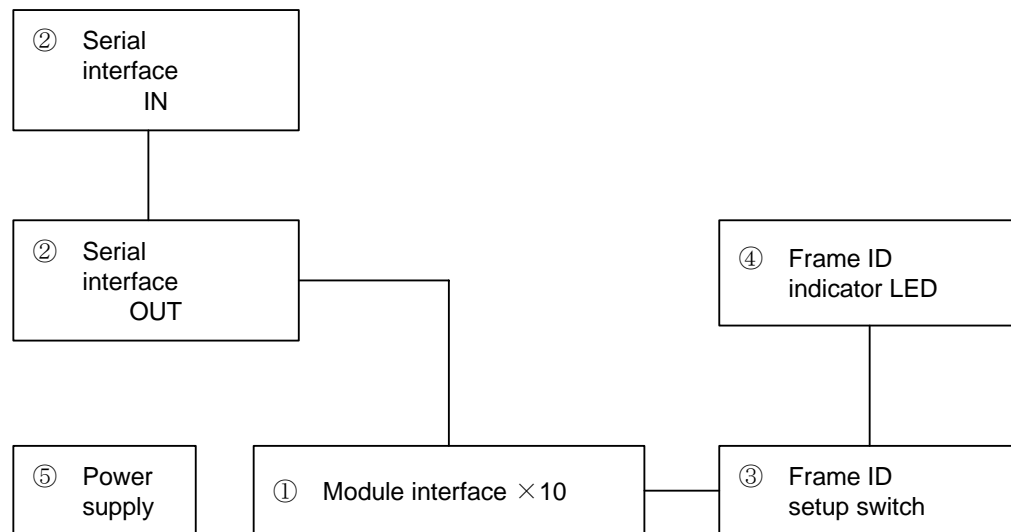 ② Serial
interface
IN
② Serial
interface
OUT
④ Frame ID
indicator LED
⑤ Power
supply
① Module interface ×10
③ Frame ID
setup switch